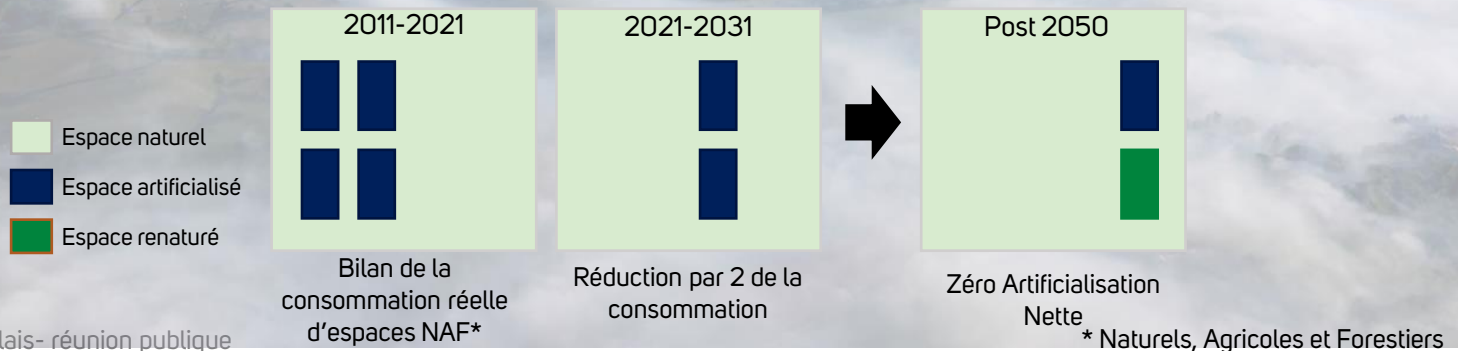 2011-2021
2021-2031
Post 2050
Espace naturel
Espace artificialisé
Espace renaturé
Bilan de la
consommation réelle
d'espaces NAF*
Réduction par 2 de la
consommation
Zéro Artificialisation
Nette
* Naturels, Agricoles et Forestiers
lais- réunion publique